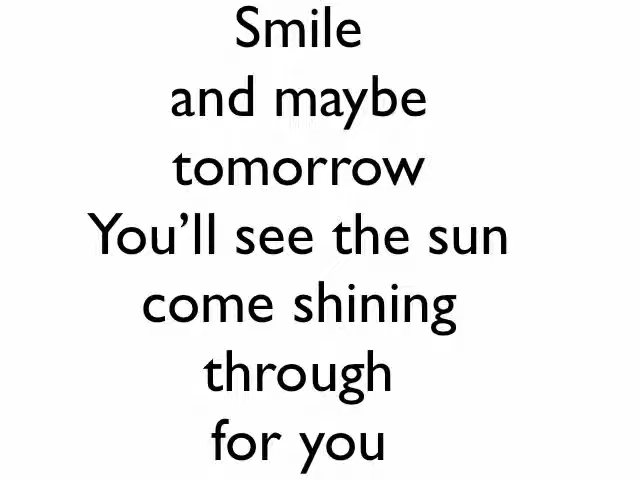 Smile
and maybe
tomorrow
You’ll see the sun
come shining
through
for you